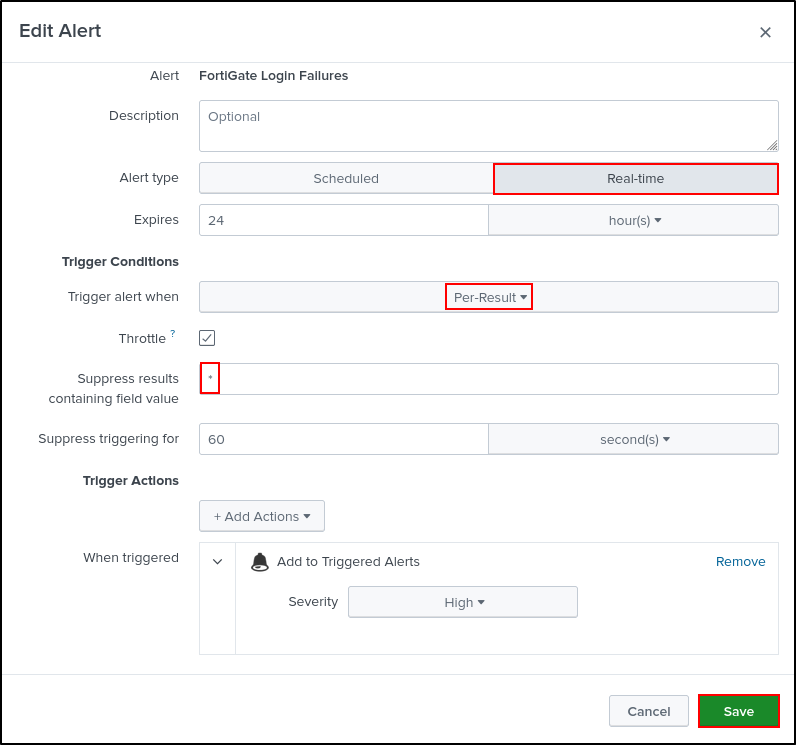 Edit Alert
Alert FortiGate Login Failures
Description Optional
Alert type Scheduled Real-time
Expires 24 hour(s)
Trigger Conditions
Trigger alert when Per-Result
Throttle ?
Suppress results
containing field value *
Suppress triggering for 60 second(s)
Trigger Actions
+ Add Actions
When triggered Add to Triggered Alerts Remove
Severity High
Cancel Save